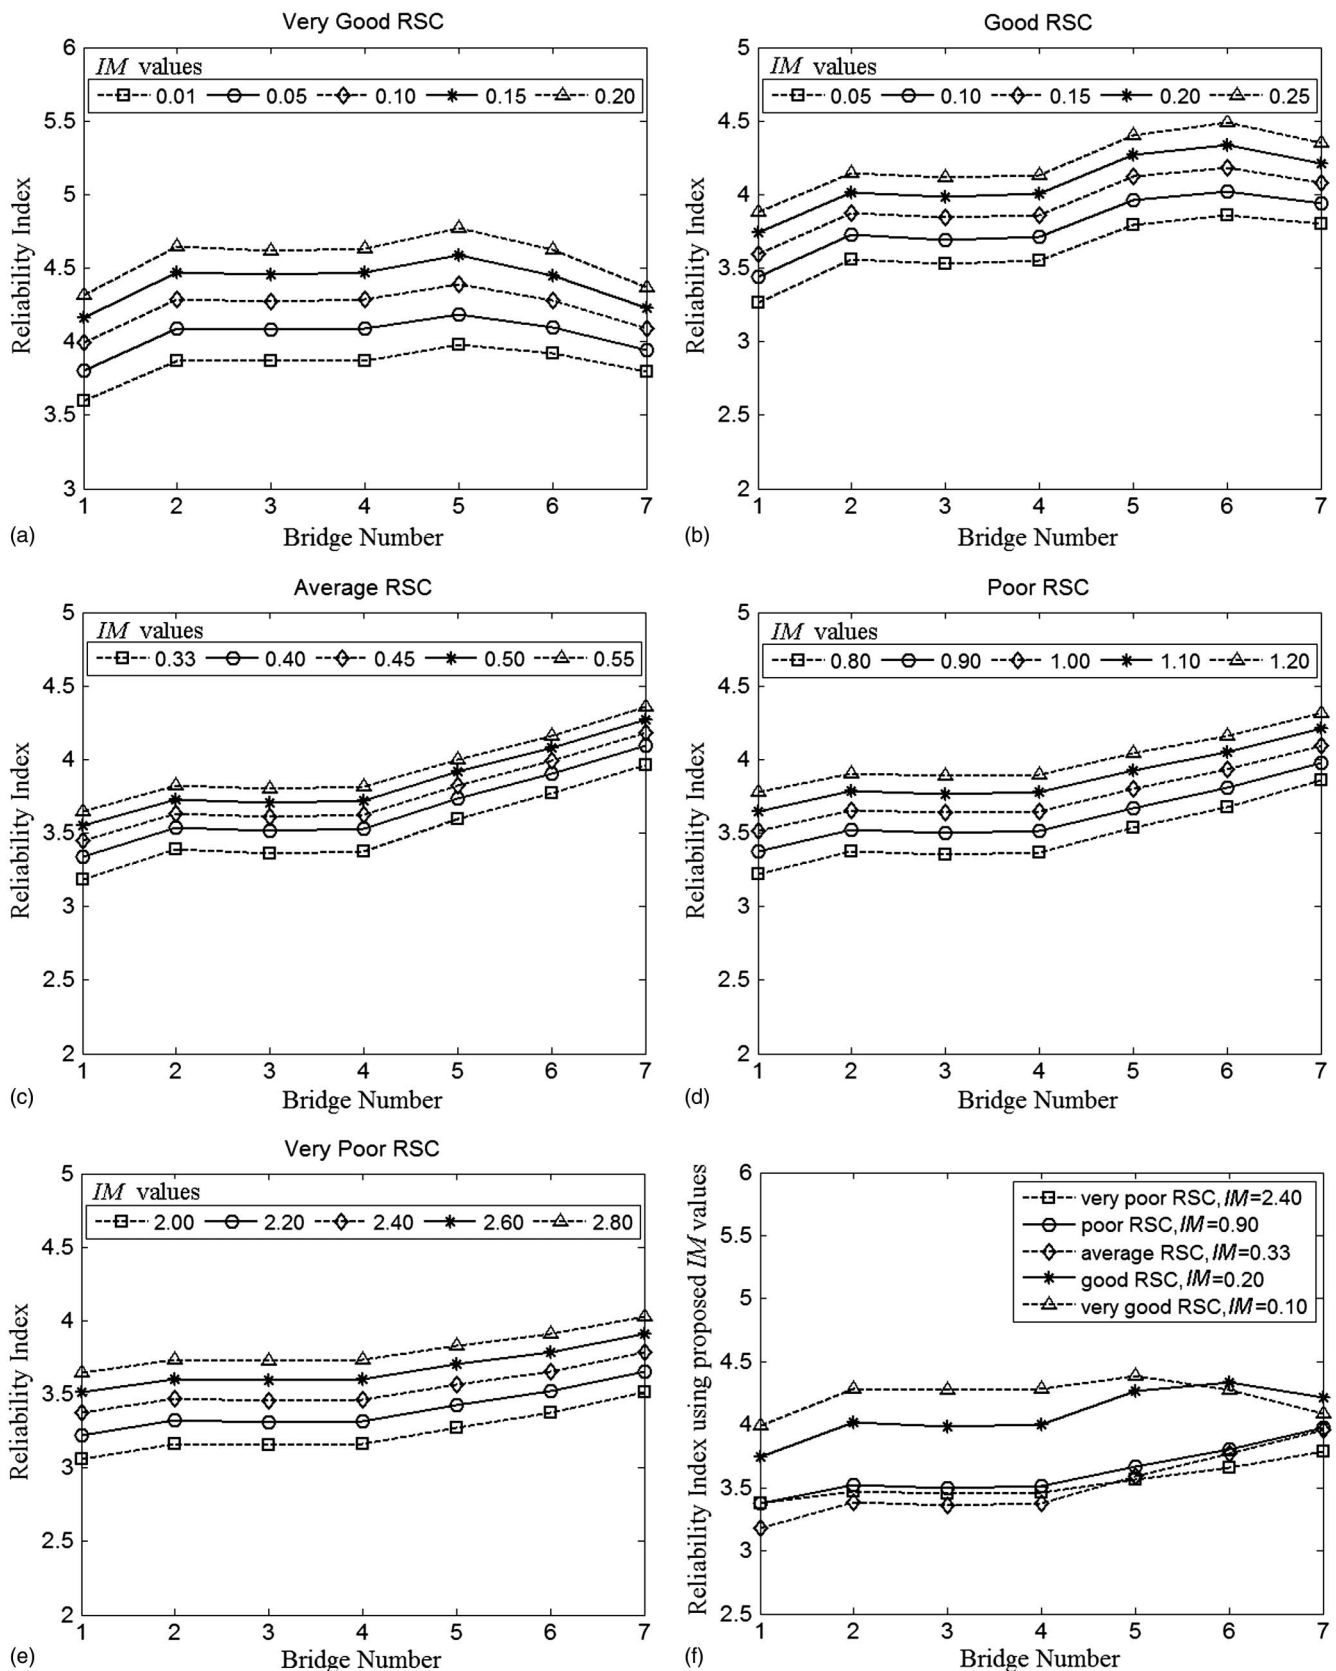 Very Good RSC
6
IM values
0.01 0.05 0.10 0.15 0.20
5.5
5
4.5
4
3.5
3
Reliability Index
1 2 3 4 5 6 7
(a)
Bridge Number
Good RSC
5
IM values
0.05 0.10 0.15 0.20 0.25
4.5
4
3.5
3
2.5
2
Reliability Index
1 2 3 4 5 6 7
(b)
Bridge Number
Average RSC
5
IM values
0.33 0.40 0.45 0.50 0.55
4.5
4
3.5
3
2.5
2
Reliability Index
1 2 3 4 5 6 7
(c)
Bridge Number
Poor RSC
5
IM values
0.80 0.90 1.00 1.10 1.20
4.5
4
3.5
3
2.5
2
Reliability Index
1 2 3 4 5 6 7
(d)
Bridge Number
Very Poor RSC
5
IM values
2.00 2.20 2.40 2.60 2.80
4.5
4
3.5
3
2.5
2
Reliability Index
1 2 3 4 5 6 7
(e)
Bridge Number
6
very poor RSC, IM=2.40
poor RSC, IM=0.90
average RSC, IM=0.33
good RSC, IM=0.20
very good RSC, IM=0.10
5.5
5
4.5
4
3.5
3
2.5
Reliability Index using proposed IM values
1 2 3 4 5 6 7
(f)
Bridge Number